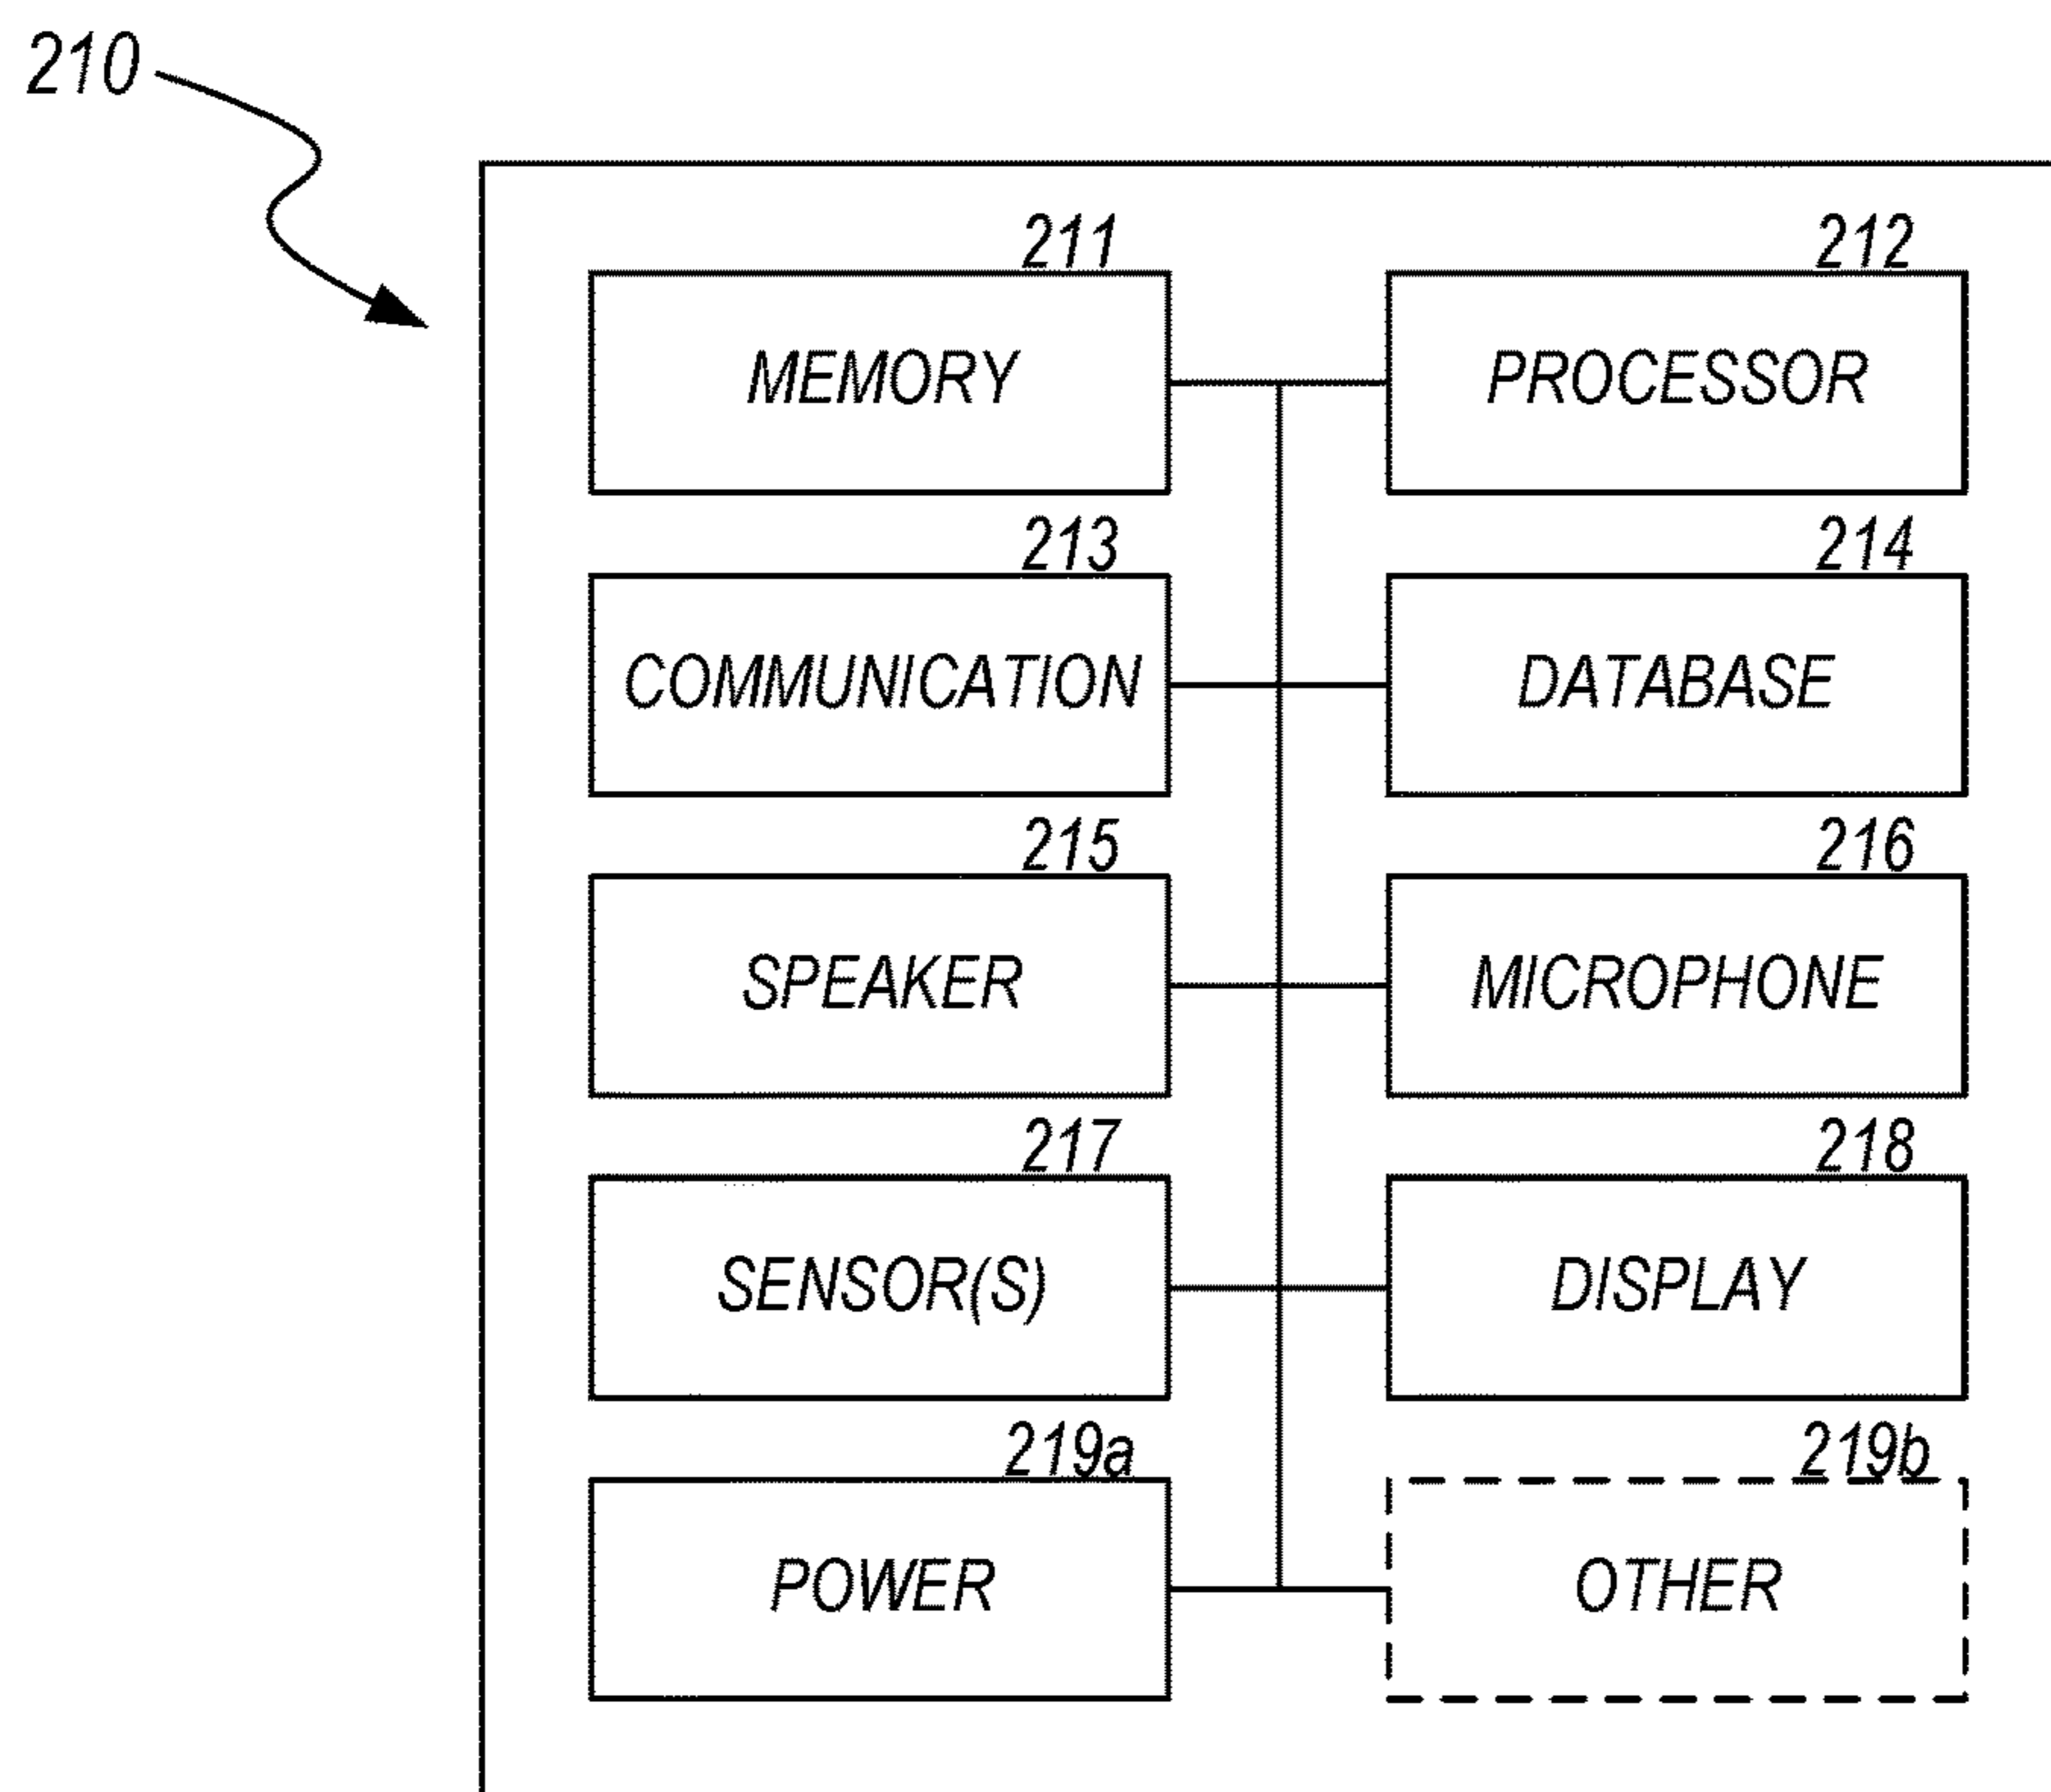 210
211 212
MEMORY PROCESSOR
213 214
COMMUNICATION DATABASE
215 216
SPEAKER MICROPHONE
217 218
SENSOR(S) DISPLAY
219a 219b
POWER OTHER